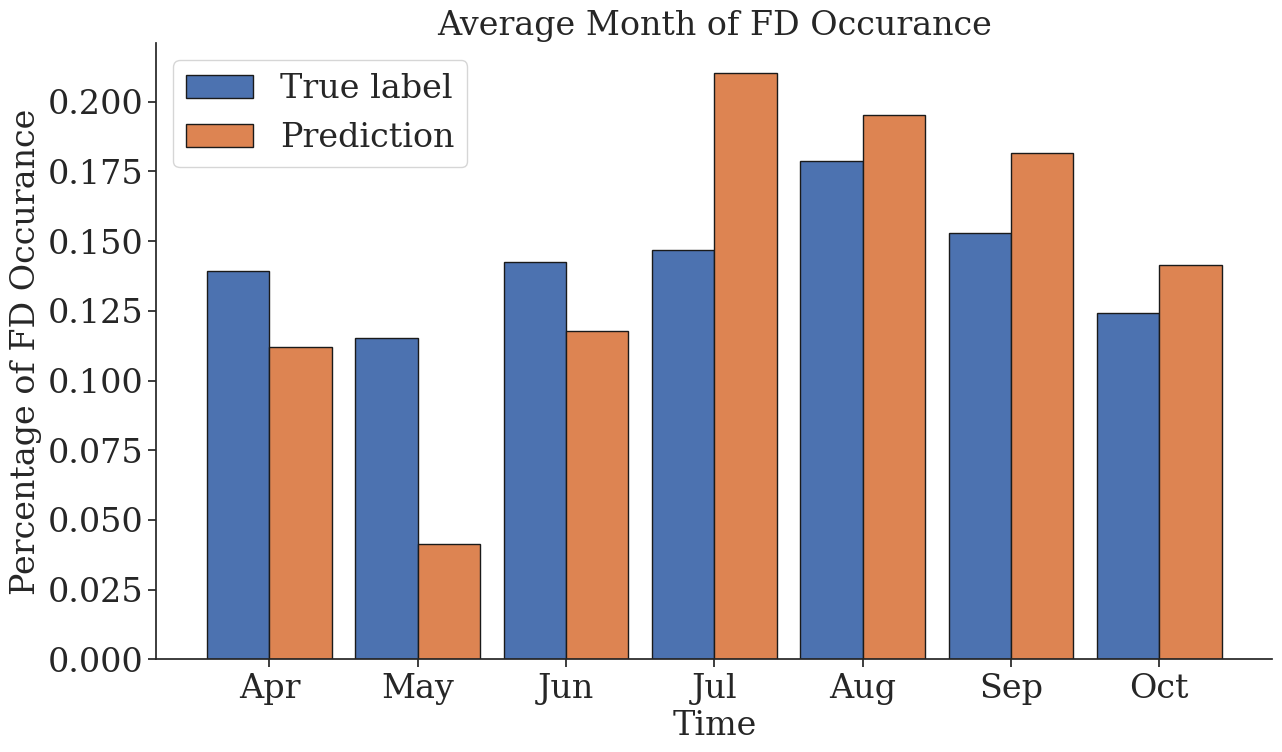 Average Month of FD Occurance
True label
Prediction
Percentage of FD Occurance
0.200
0.175
0.150
0.125
0.100
0.075
0.050
0.025
0.000
Apr May Jun Jul Aug Sep Oct
Time